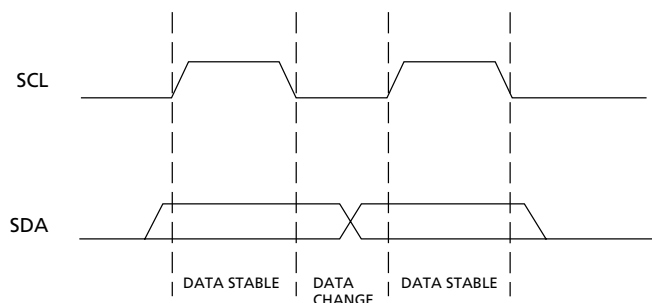 SCL
SDA
DATA STABLE
DATA
CHANGE
DATA STABLE